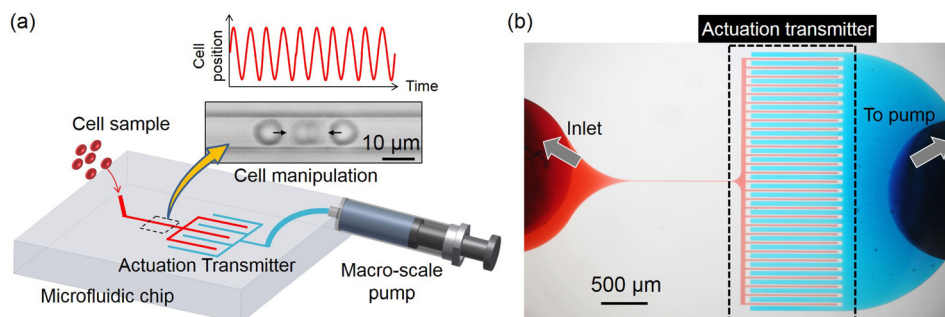 (a)
Cell
position
Time
Cell sample
10 µm
Cell manipulation
Actuation Transmitter
Macro-scale
pump
Microfluidic chip
(b)
Actuation transmitter
Inlet
To pump
500 µm